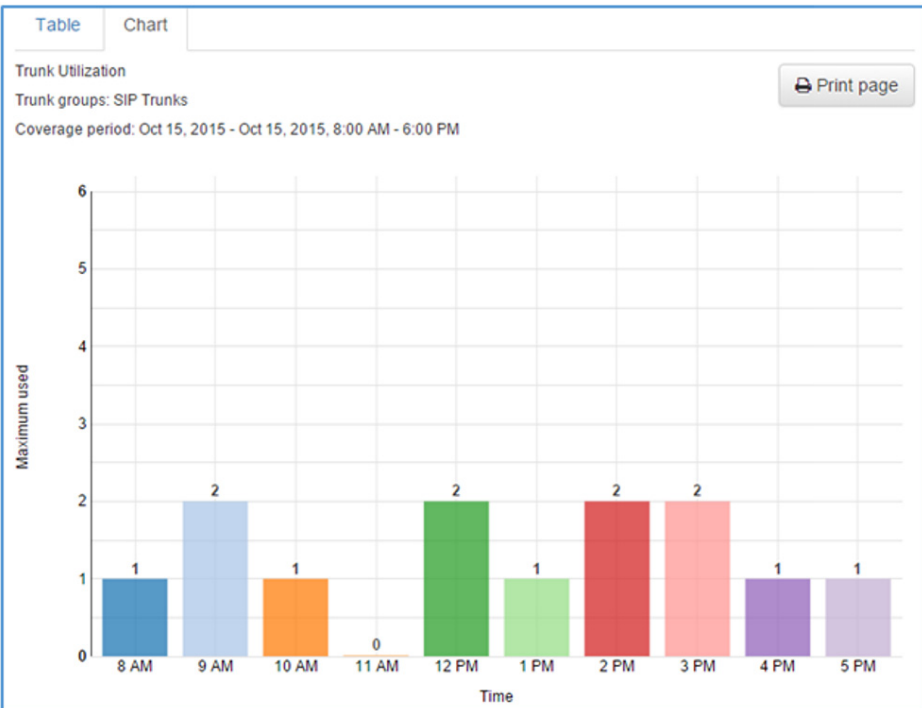 Table Chart
Trunk Utilization
Print page
Trunk groups: SIP Trunks
Coverage period: Oct 15, 2015 - Oct 15, 2015, 8:00 AM - 6:00 PM
6
5
4
3
2
1
0
Maximum used
1 2 1 0 2 1 2 2 1 1
8 AM 9 AM 10 AM 11 AM 12 PM 1 PM 2 PM 3 PM 4 PM 5 PM
Time